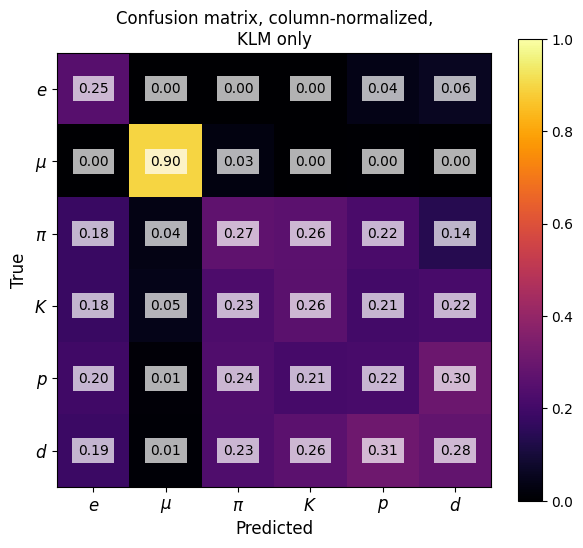 Confusion matrix, column-normalized,
KLM only
1.0
0.8
0.6
0.4
0.2
0.0
True
e 0.25 0.00 0.00 0.00 0.04 0.06
μ 0.00 0.90 0.03 0.00 0.00 0.00
π 0.18 0.04 0.27 0.26 0.22 0.14
K 0.18 0.05 0.23 0.26 0.21 0.22
p 0.20 0.01 0.24 0.21 0.22 0.30
d 0.19 0.01 0.23 0.26 0.31 0.28
e μ π K p d
Predicted